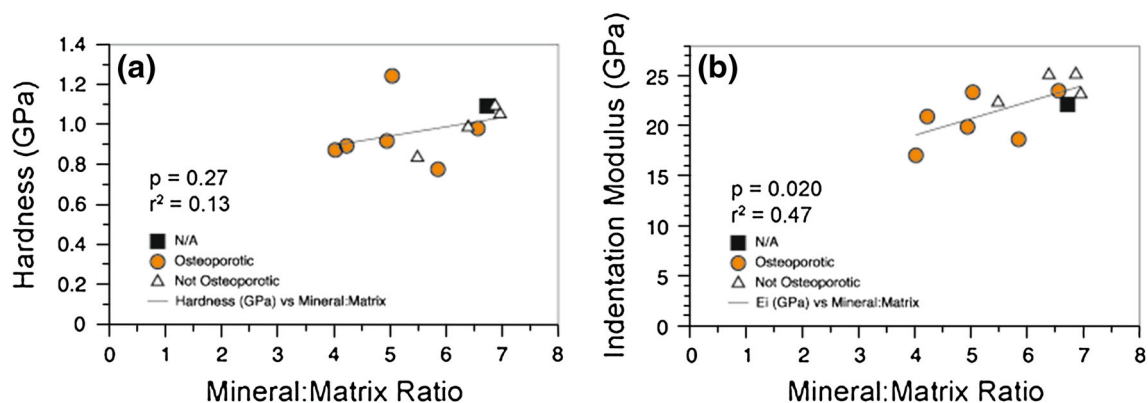 (a)
Hardness (GPa)
1.4
1.2
1.0
0.8
0.6
0.4
0.2
0
p = 0.27
r² = 0.13
N/A
Osteoporotic
Not Osteoporotic
Hardness (GPa) vs Mineral:Matrix
0 1 2 3 4 5 6 7 8
Mineral:Matrix Ratio
(b)
Indentation Modulus (GPa)
25
20
15
10
5
0
p = 0.020
r² = 0.47
N/A
Osteoporotic
Not Osteoporotic
Ei (GPa) vs Mineral:Matrix
0 1 2 3 4 5 6 7 8
Mineral:Matrix Ratio